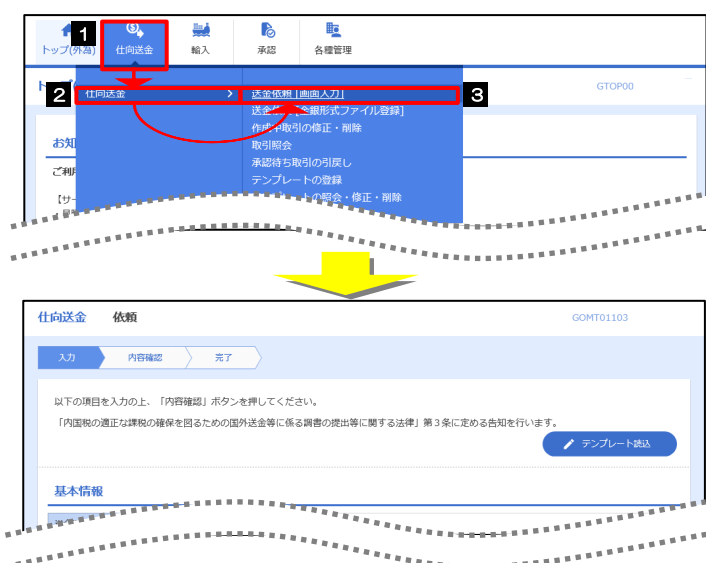 1
トップ(外為) 仕向送金 輸入 承認 各種管理
GTOP00
2 仕向送金 > 送金依頼 [画面入力] 3
金銀形式ファイル登録]
作成中取引の修正・削除
お知
取引照会
承認待ち取引の引戻し
ご利用
テンプレートの登録
の照会・修正・削除
【サー
仕向送金 依頼
GOMT01103
入力 内容確認 完了
以下の項目を入力の上、「内容確認」ボタンを押してください。
「内国税の適正な課税の確保を図るための国外送金等に係る調書の提出等に関する法律」第3条に定める告知を行います。
テンプレート読込
基本情報